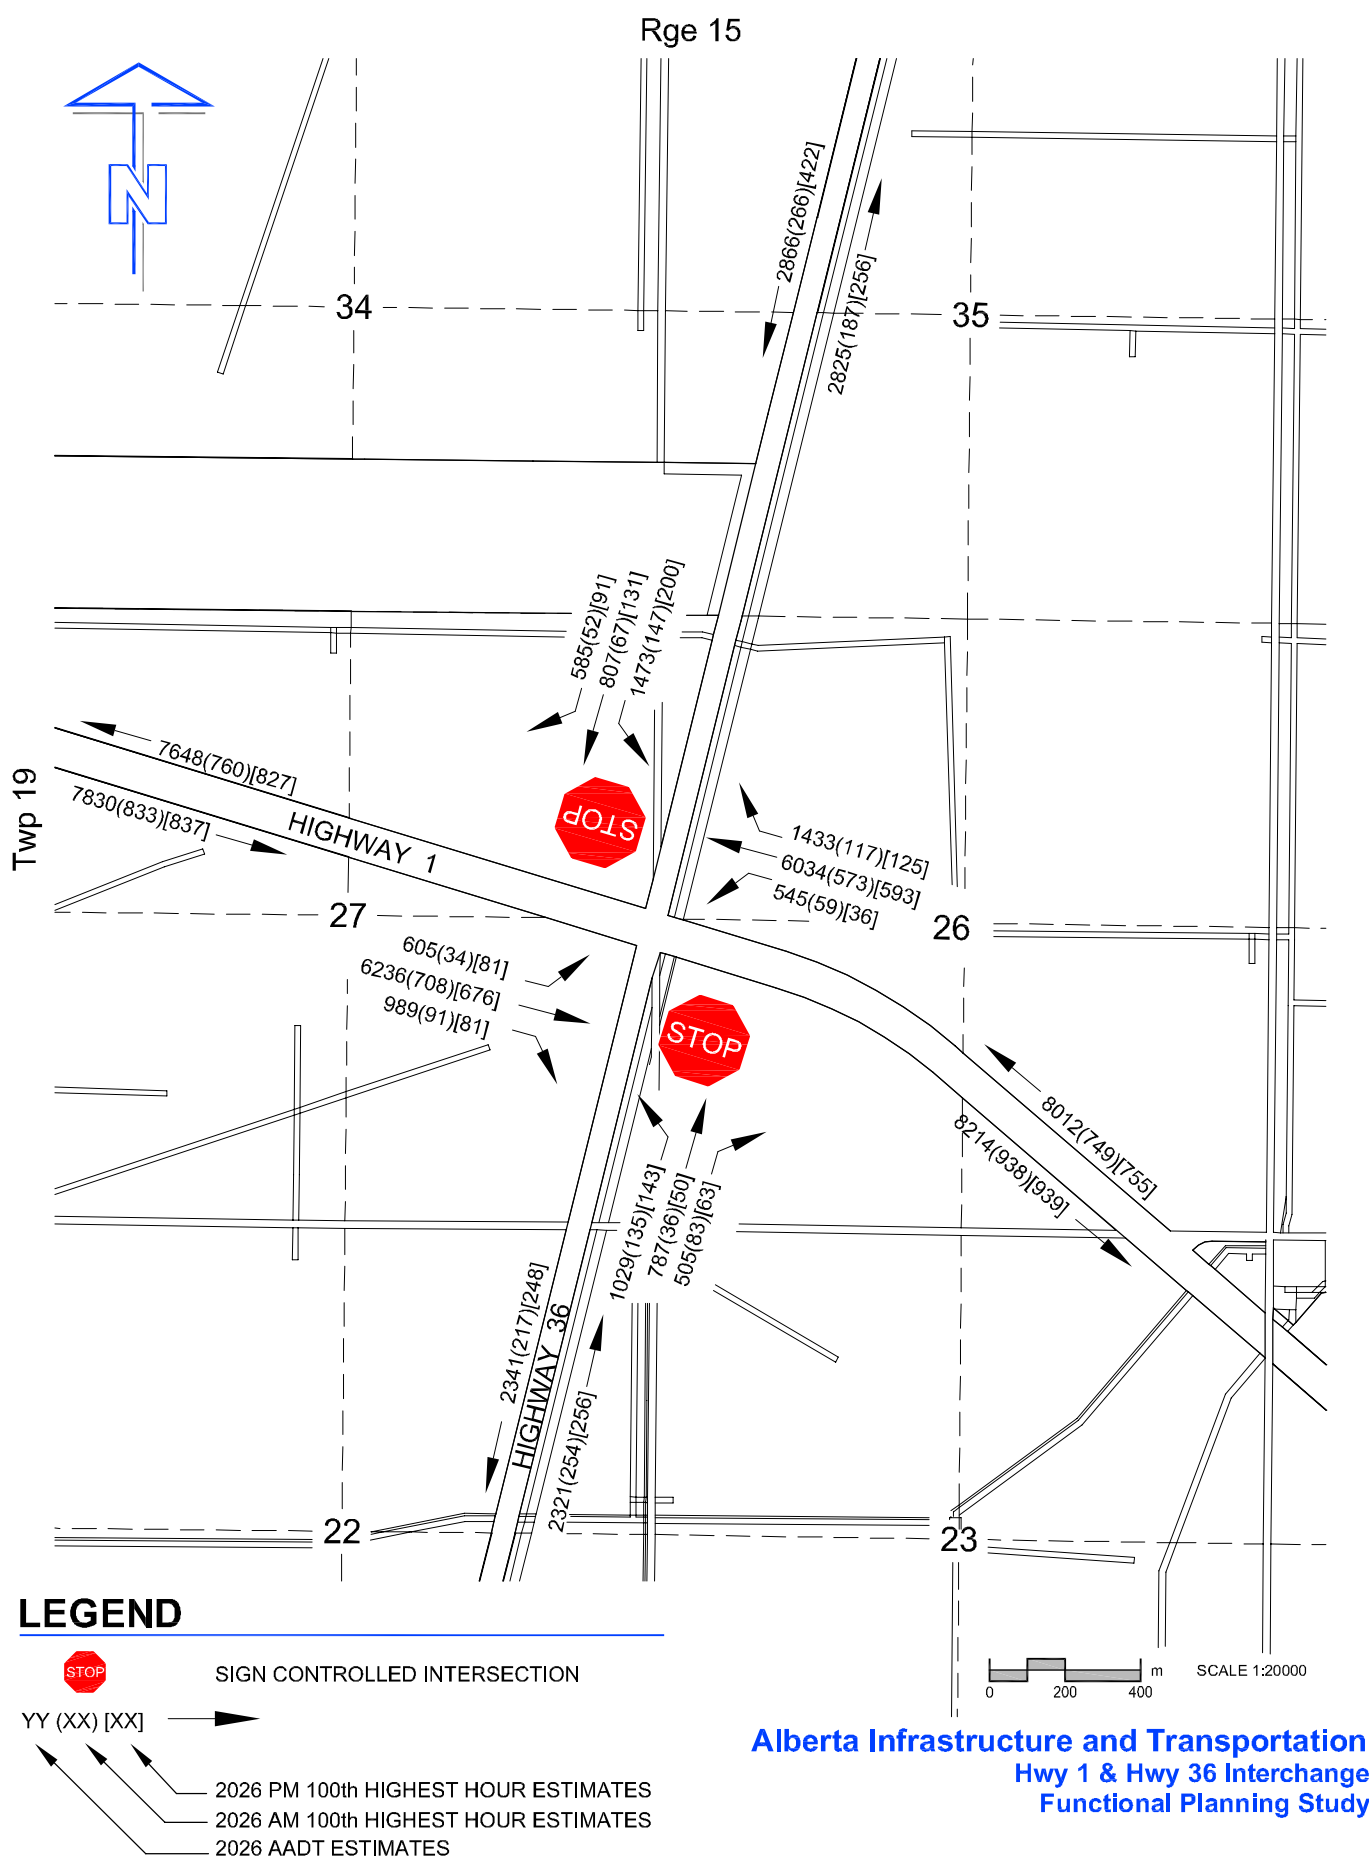 Rge 15
N
2866(266)[422]
2825(187)[256]
34
35
585(52)[91]
807(67)[131]
1473(147)[200]
7648(760)[827]
7830(833)[837]
HIGHWAY 1
Twp 19
STOP
1433(117)[125]
6034(573)[593]
545(59)[36]
27
26
605(34)[81]
6236(708)[676]
989(91)[81]
STOP
8012(749)[755]
8214(938)[939]
1029(135)[143]
787(36)[50]
505(83)[63]
2341(217)[248]
HIGHWAY 36
2321(254)[256]
22
23
LEGEND
STOP
SIGN CONTROLLED INTERSECTION
YY (XX) [XX]
2026 PM 100th HIGHEST HOUR ESTIMATES
2026 AM 100th HIGHEST HOUR ESTIMATES
2026 AADT ESTIMATES
m
SCALE 1:20000
0 200 400
Alberta Infrastructure and Transportation
Hwy 1 & Hwy 36 Interchange
Functional Planning Study